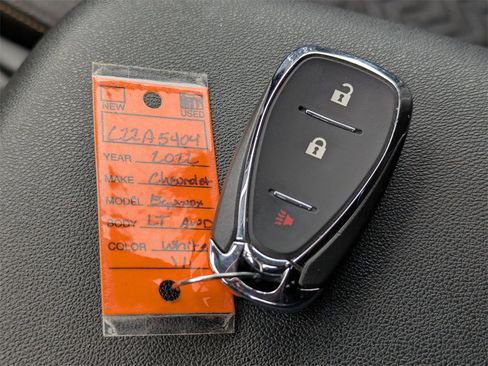 NEW USED
C22A5404
YEAR 2022
MAKE Chevrolet
MODEL Equinox
BODY LT AWD
COLOR White